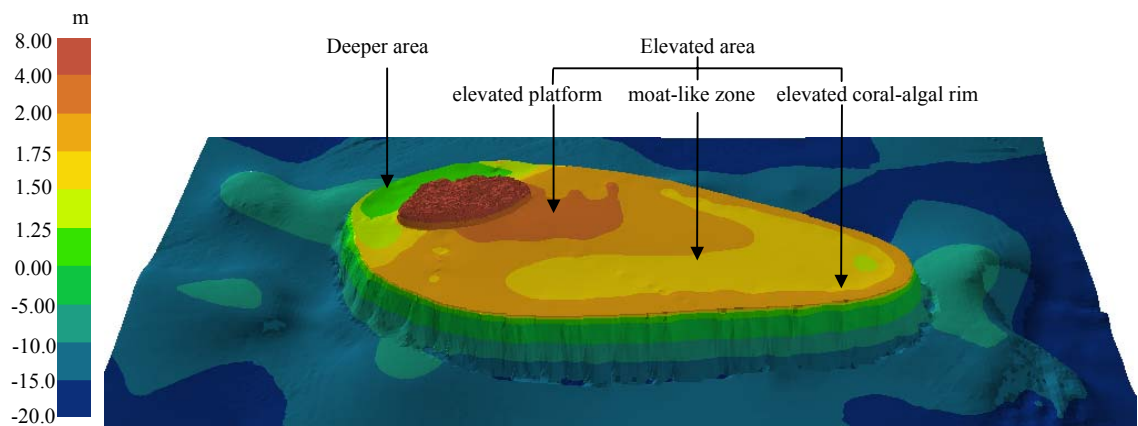 m
8.00
4.00
2.00
1.75
1.50
1.25
0.00
-5.00
-10.0
-15.0
-20.0
Deeper area
Elevated area
elevated platform
moat-like zone
elevated coral-algal rim